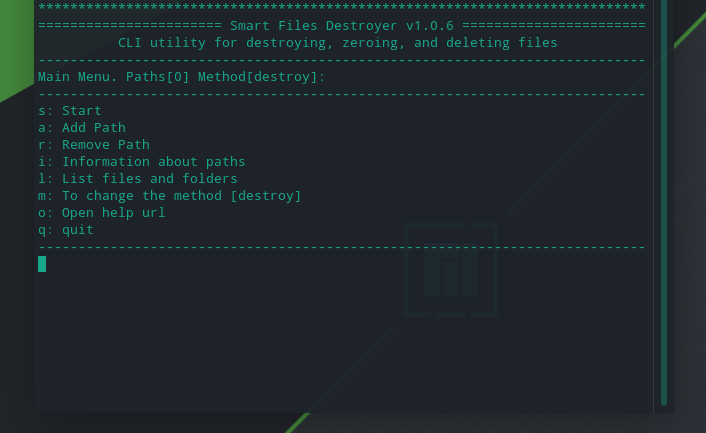 ****************************************************************************
======================= Smart Files Destroyer v1.0.6 =======================
CLI utility for destroying, zeroing, and deleting files
----------------------------------------------------------------------------
Main Menu. Paths[0] Method[destroy]:
----------------------------------------------------------------------------
s: Start
a: Add Path
r: Remove Path
i: Information about paths
l: List files and folders
m: To change the method [destroy]
o: Open help url
q: quit
----------------------------------------------------------------------------